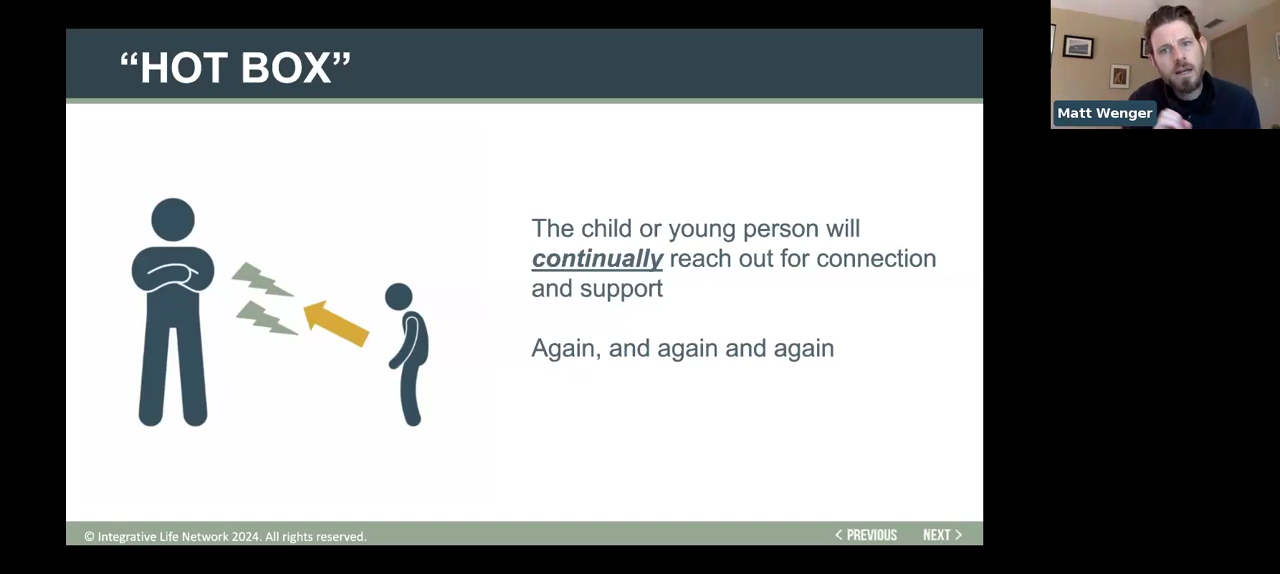 “HOT BOX”
Matt Wenger
The child or young person will
continually reach out for connection
and support
Again, and again and again
© Integrative Life Network 2024. All rights reserved.
< PREVIOUS
NEXT >